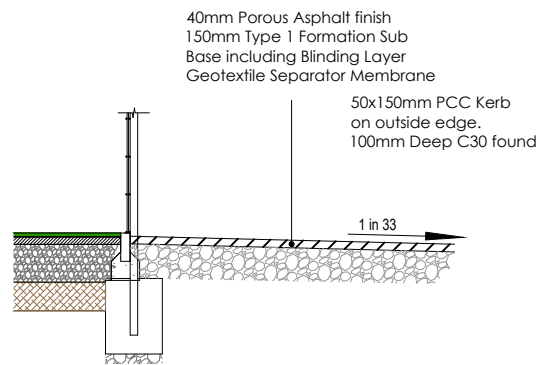 40mm Porous Asphalt finish
150mm Type 1 Formation Sub
Base including Blinding Layer
Geotextile Separator Membrane
50x150mm PCC Kerb
on outside edge.
100mm Deep C30 found
1 in 33